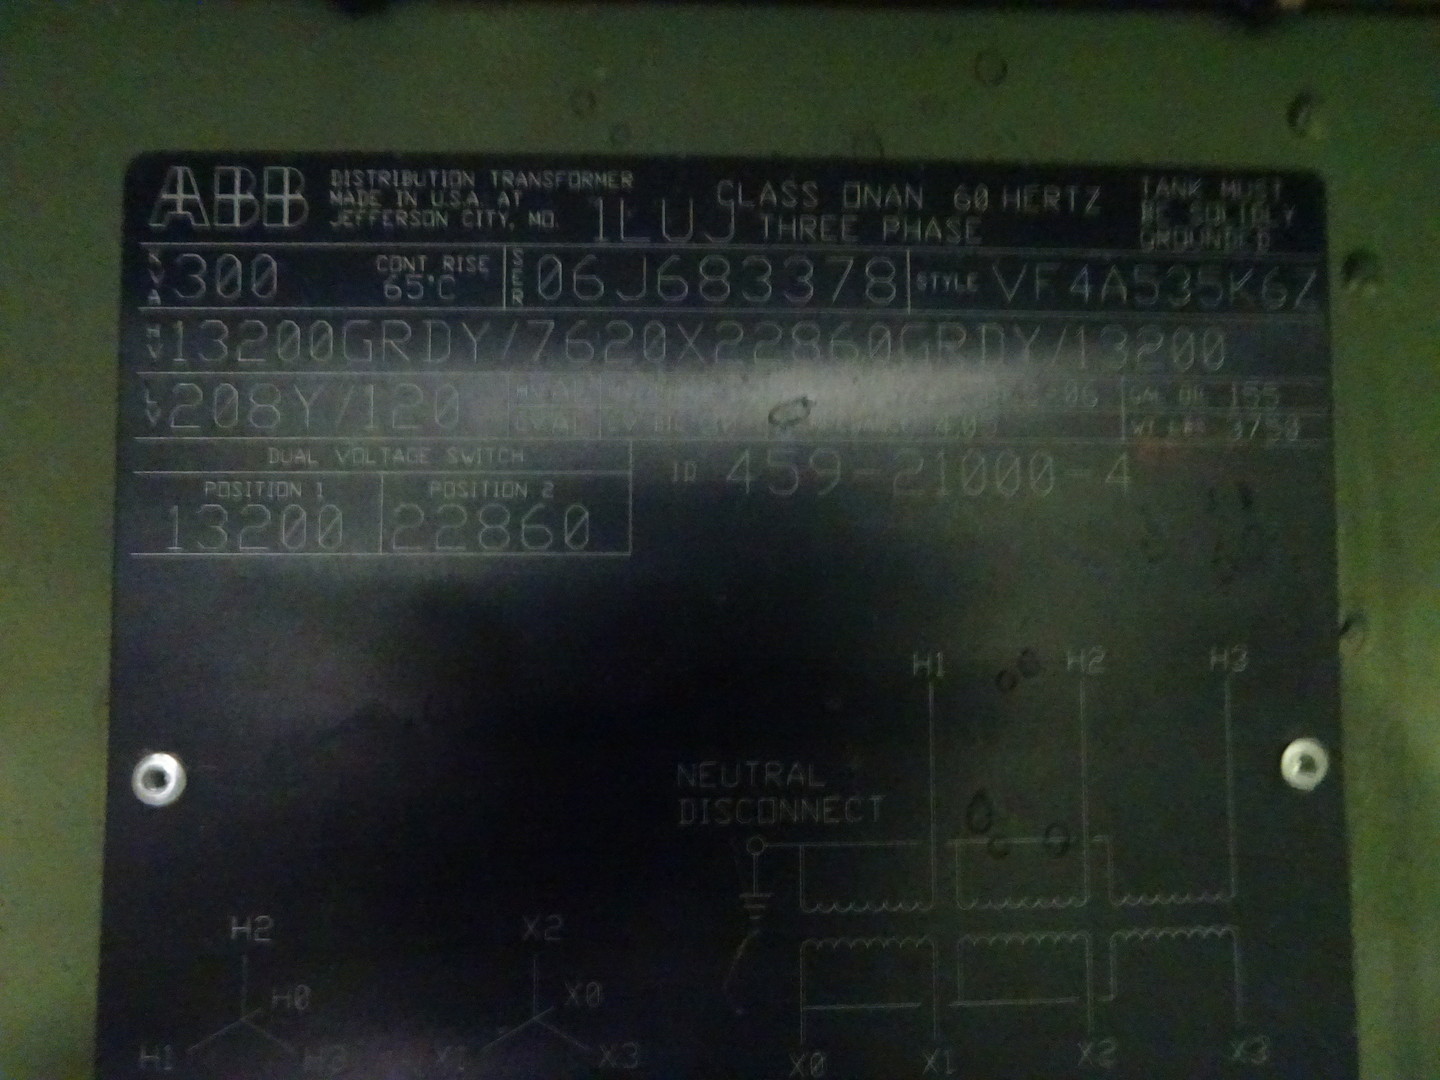 ABB DISTRIBUTION TRANSFORMER
MADE IN U.S.A. AT
JEFFERSON CITY, MO.
1LUJ
CLASS ONAN 60 HERTZ
THREE PHASE
TANK MUST
BE SOLIDLY
GROUNDED
KVA 300 CONT. RISE 65°C SER 06J683378 STYLE VF4A535K6Z
HV 13200GRDY/7620X22860GRDY/13200
LV 208Y/120
GAL OIL 155
WT LBS 3750
DUAL VOLTAGE SWITCH
POSITION 1 POSITION 2
13200 22860
ID 459-21000-4
H1 H2 H3
NEUTRAL
DISCONNECT
H2 X2
H0 X0
H1 H3 X1 X3
X0 X1 X2 X3